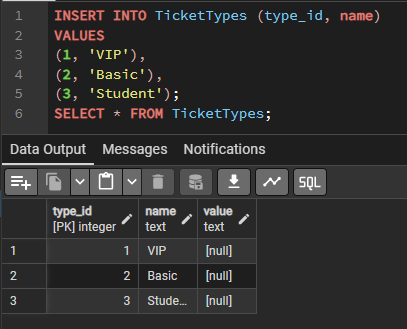 1 INSERT INTO TicketTypes (type_id, name)
2 VALUES
3 (1, 'VIP'),
4 (2, 'Basic'),
5 (3, 'Student');
6 SELECT * FROM TicketTypes;
Data Output Messages Notifications
SQL
type_id name value
[PK] integer text text
1 1 VIP [null]
2 2 Basic [null]
3 3 Stude… [null]